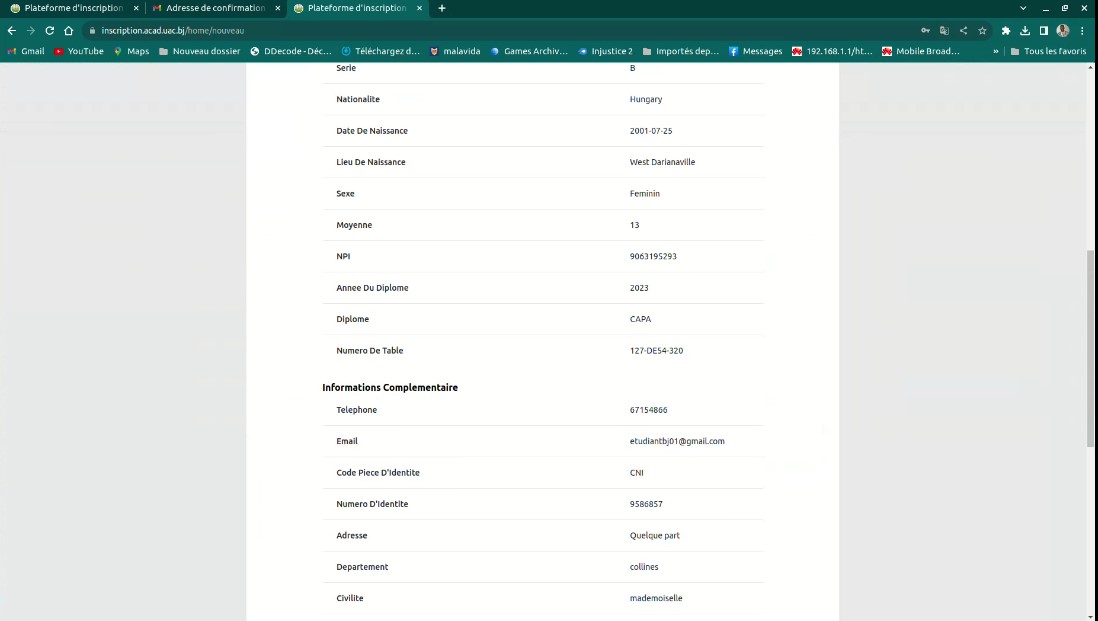 Plateforme d'inscription
Adresse de confirmation
Plateforme d'inscription
inscription.acad.uac.bj/home/nouveau
Gmail YouTube Maps Nouveau dossier DDecode - Déc... Téléchargez d... malavida Games Archiv... Injustice 2 Importés dep... Messages 192.168.1.1/ht... Mobile Broad... » Tous les favoris
Serie B
Nationalite Hungary
Date De Naissance 2001-07-25
Lieu De Naissance West Darianaville
Sexe Feminin
Moyenne 13
NPI 9063195293
Annee Du Diplome 2023
Diplome CAPA
Numero De Table 127-DE54-320
Informations Complementaire
Telephone 67154866
Email etudiantbj01@gmail.com
Code Piece D'Identite CNI
Numero D'Identite 9586857
Adresse Quelque part
Departement collines
Civilite mademoiselle